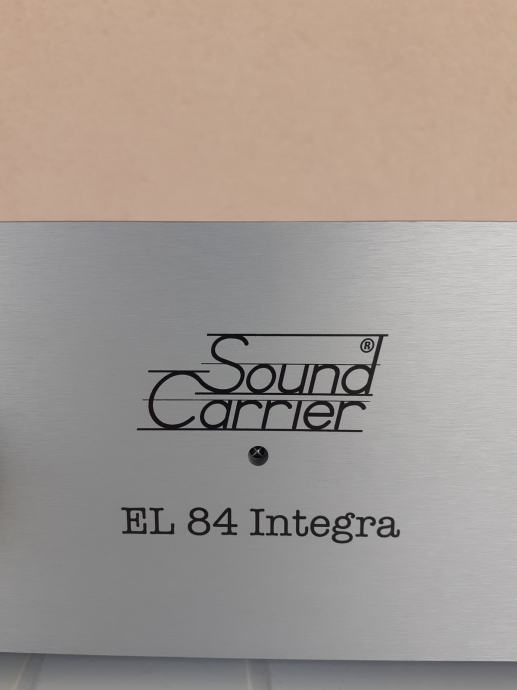 Sound®
Carrier
EL 84 Integra